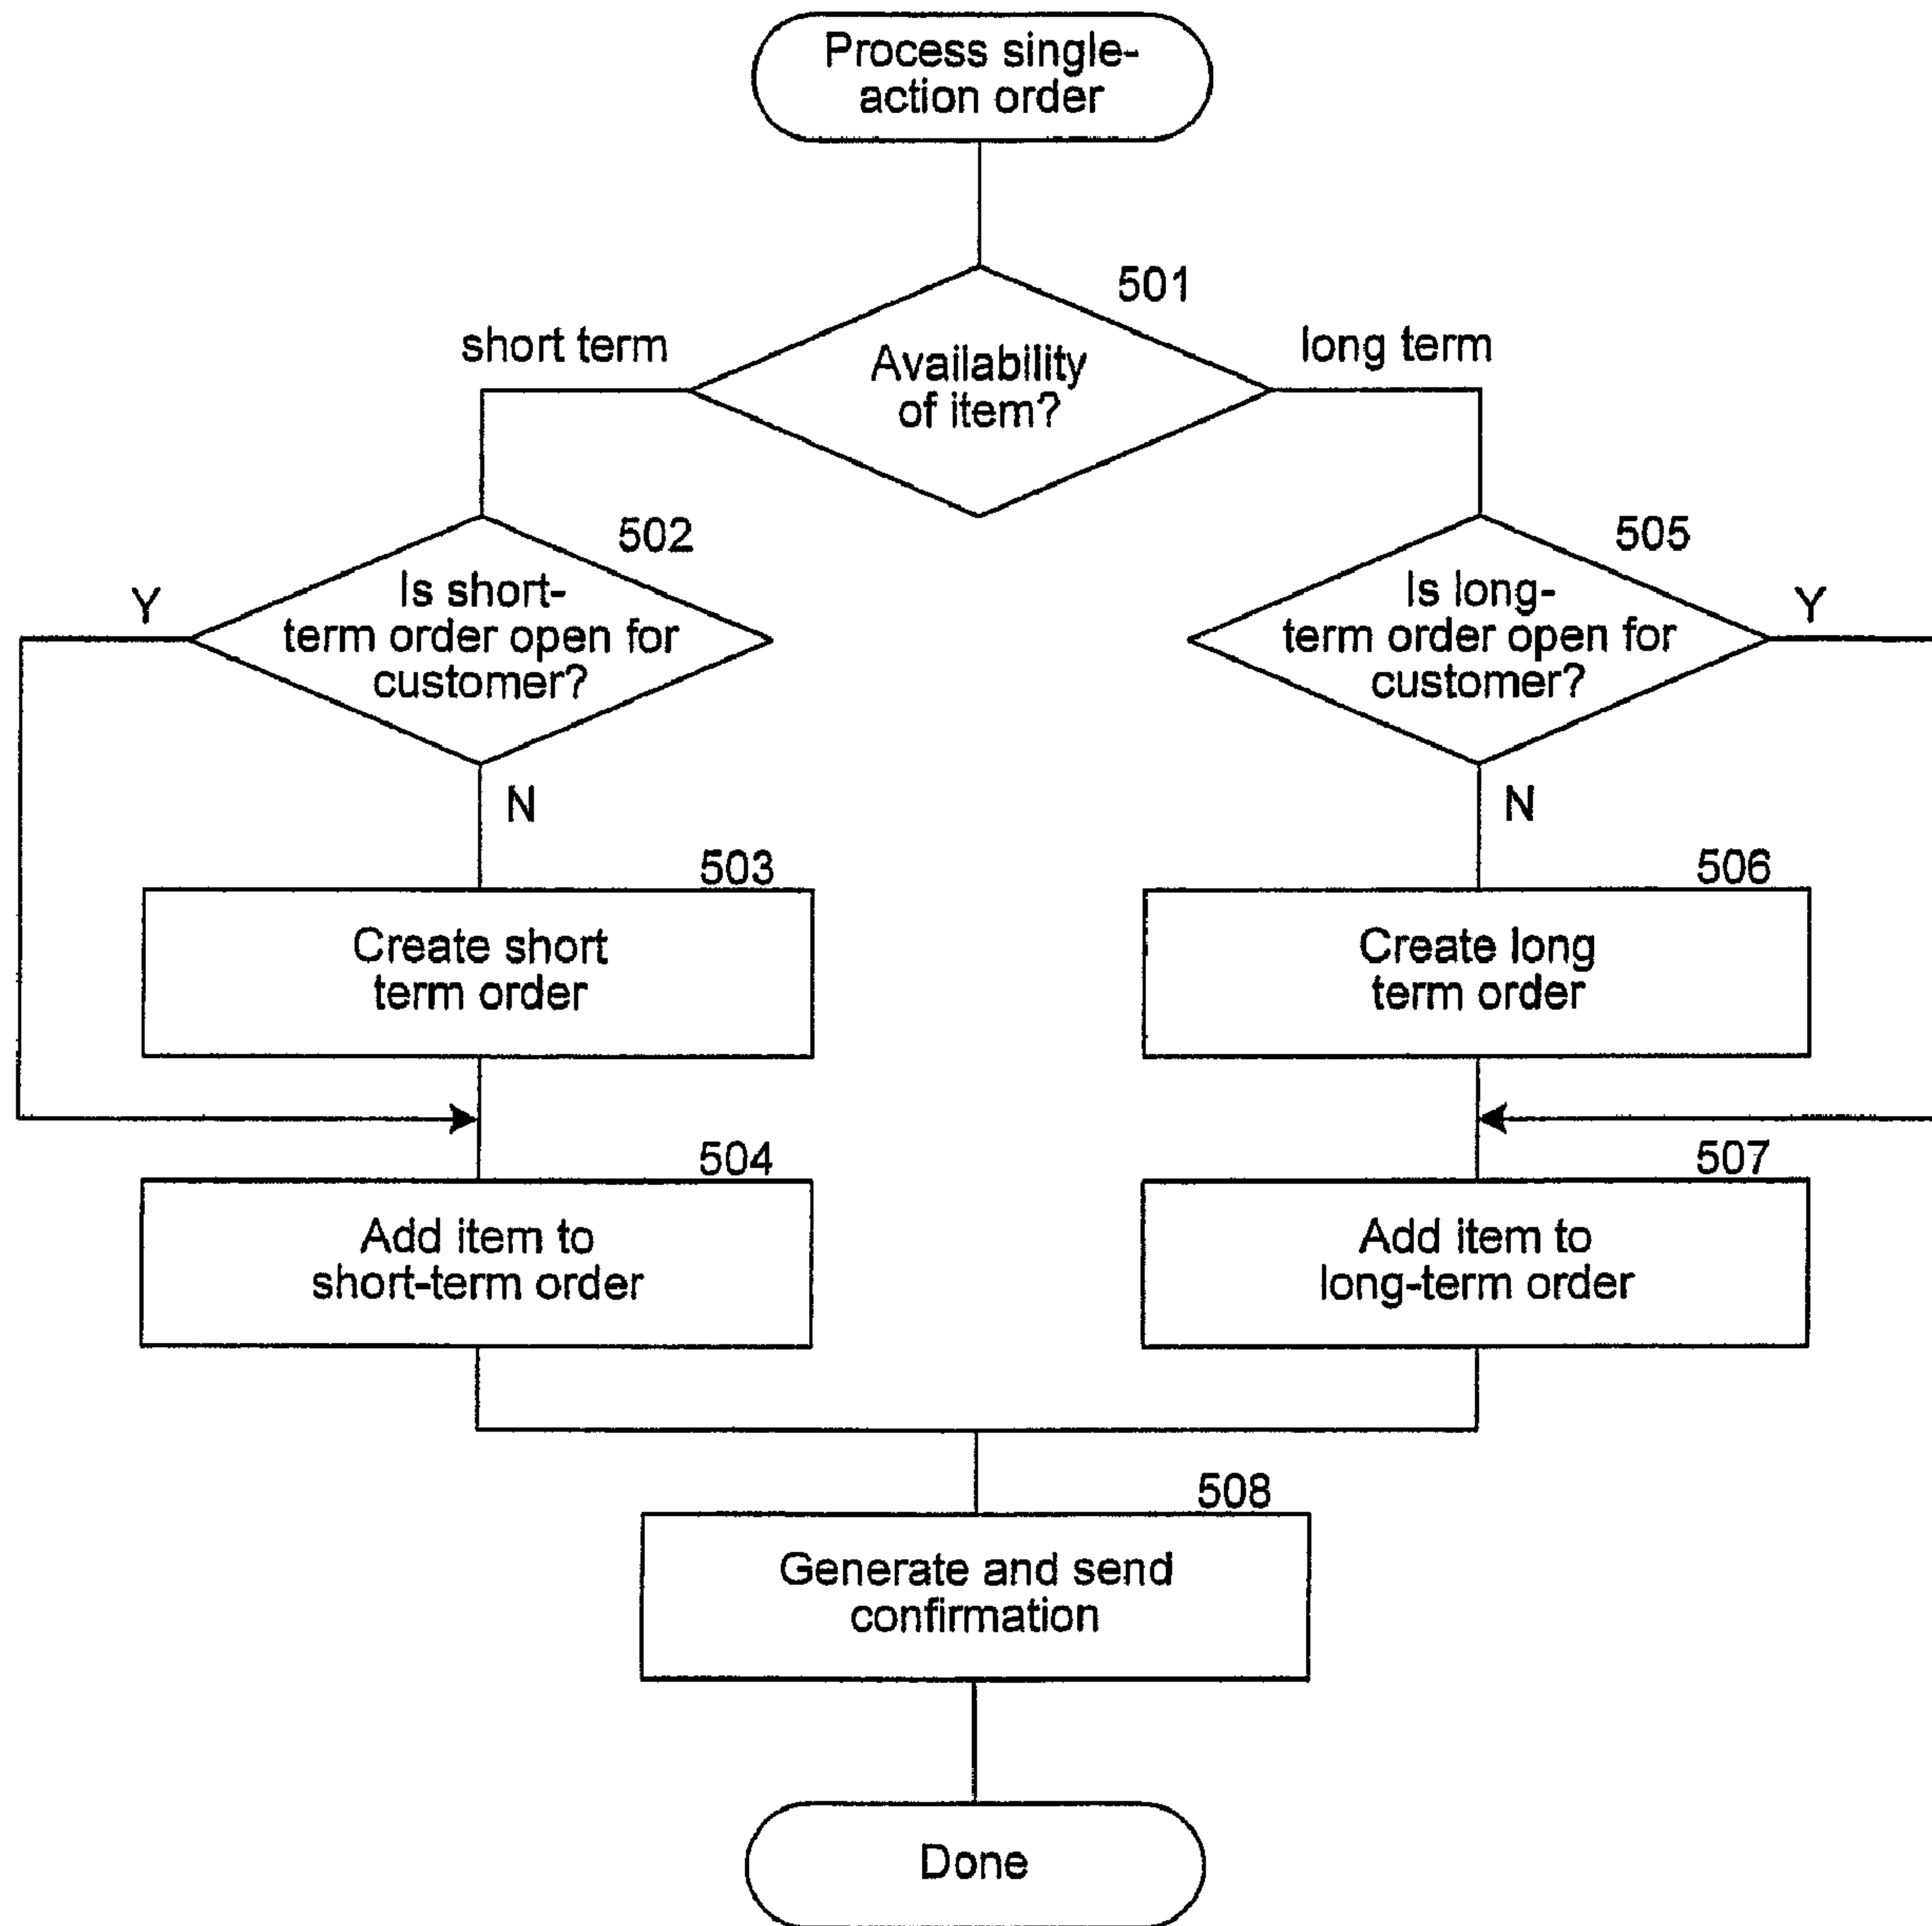 Process single-
action order
501
short term
long term
Availability
of item?
502
505
Y
Is short-
term order open for
customer?
Is long-
term order open for
customer?
Y
N
N
503
506
Create short
term order
Create long
term order
504
507
Add item to
short-term order
Add item to
long-term order
508
Generate and send
confirmation
Done